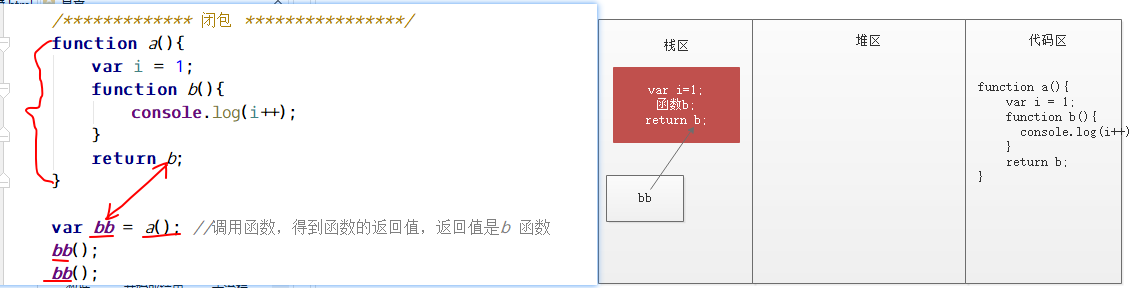 /************* 闭包 ****************/
function a(){
var i = 1;
function b(){
console.log(i++);
}
return b;
}
var bb = a(); //调用函数，得到函数的返回值，返回值是b 函数
bb();
bb();
栈区
var i=1;
函数b;
return b;
bb
堆区
代码区
function a(){
var i = 1;
function b(){
console.log(i++)
}
return b;
}